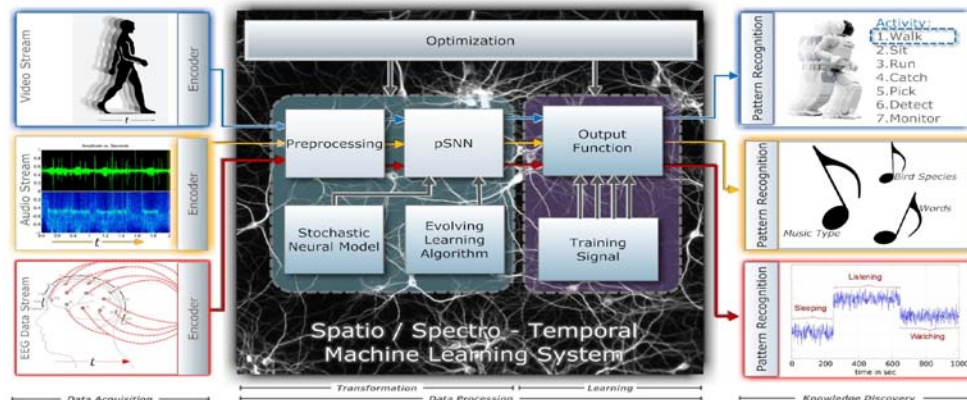 Video Stream
Encoder
t
Audio Stream
Encoder
Amplitude vs. Seconds
t
EEG Data Stream
Encoder
t
Optimization
Preprocessing
pSNN
Output
Function
Stochastic
Neural Model
Evolving
Learning
Algorithm
Training
Signal
Spatio / Spectro - Temporal
Machine Learning System
Pattern Recognition
Activity:
1.Walk
2.Sit
3.Run
4.Catch
5.Pick
6.Detect
7.Monitor
Pattern Recognition
Bird Species
Words
Music Type
Pattern Recognition
Listening
Sleeping
Watching
0 200 400 600 800 1000
time in sec.
Transformation
Learning
Data Acquisition
Data Processing
Knowledge Discovery